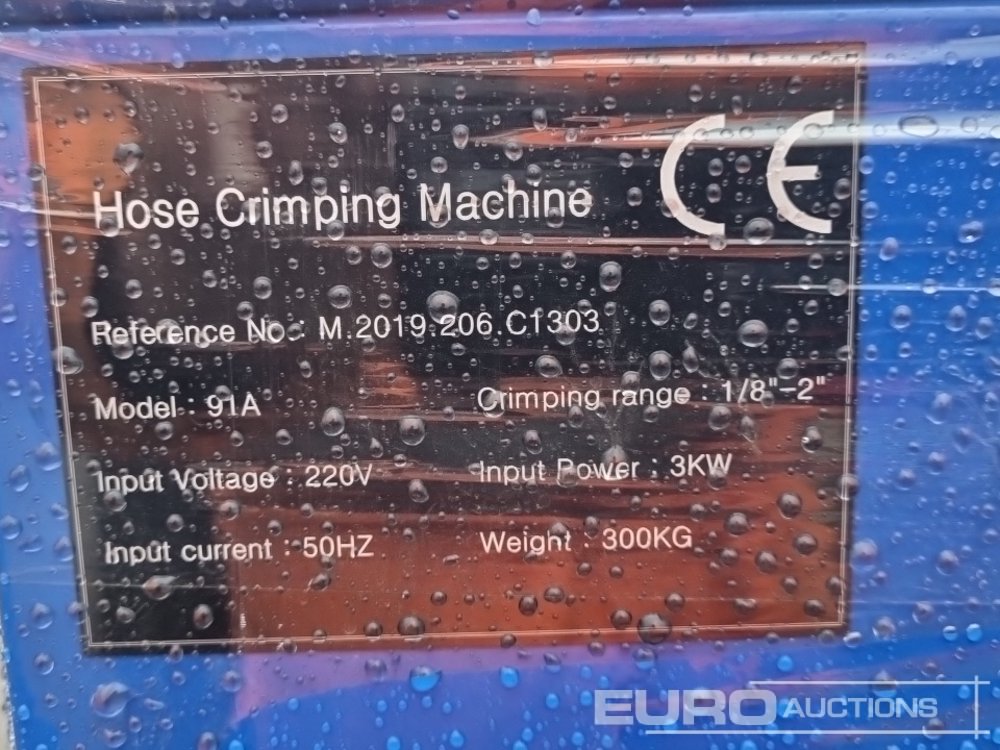 CE
Hose Crimping Machine
Reference No : M.2019.206.C1303
Model : 91A
Crimping range : 1/8"-2"
Input Voltage : 220V
Input Power : 3KW
Input current : 50HZ
Weight : 300KG
EURO AUCTIONS